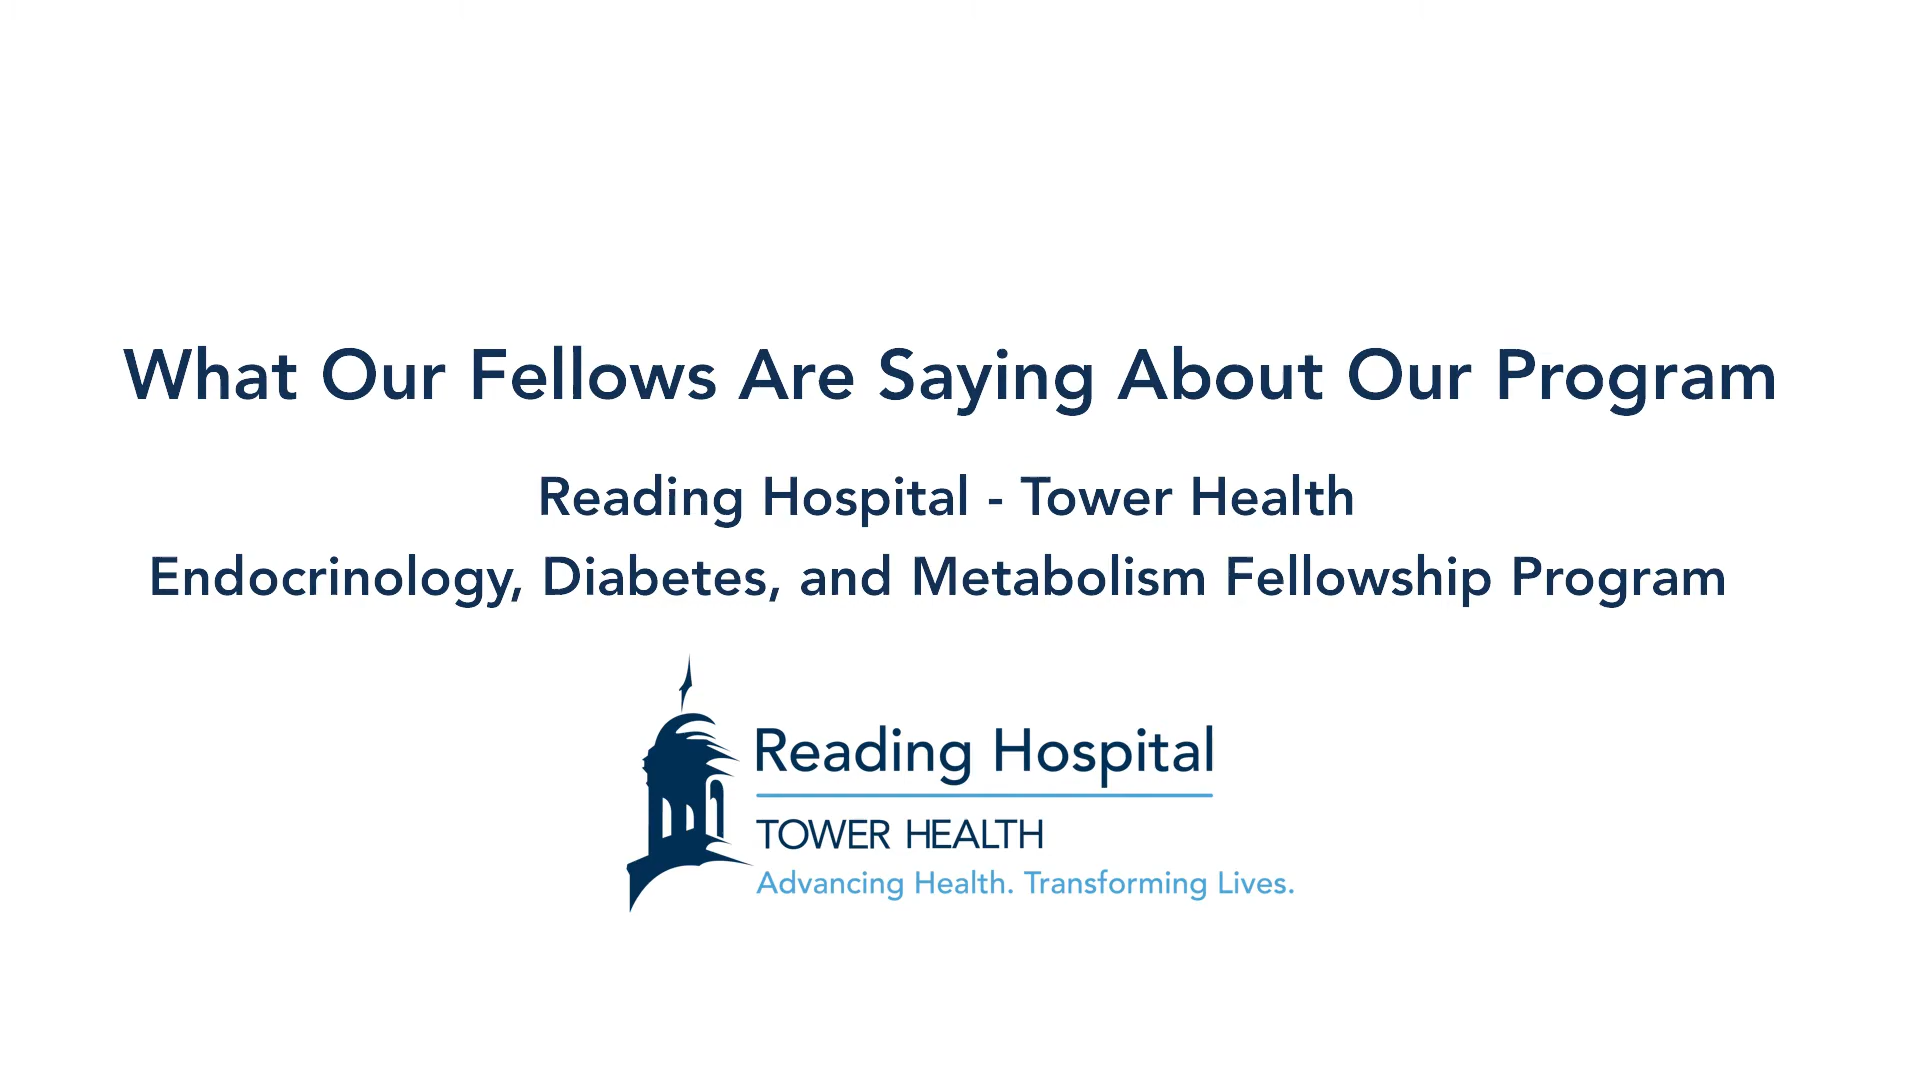 What Our Fellows Are Saying About Our Program
Reading Hospital - Tower Health
Endocrinology, Diabetes, and Metabolism Fellowship Program
Reading Hospital
TOWER HEALTH
Advancing Health. Transforming Lives.